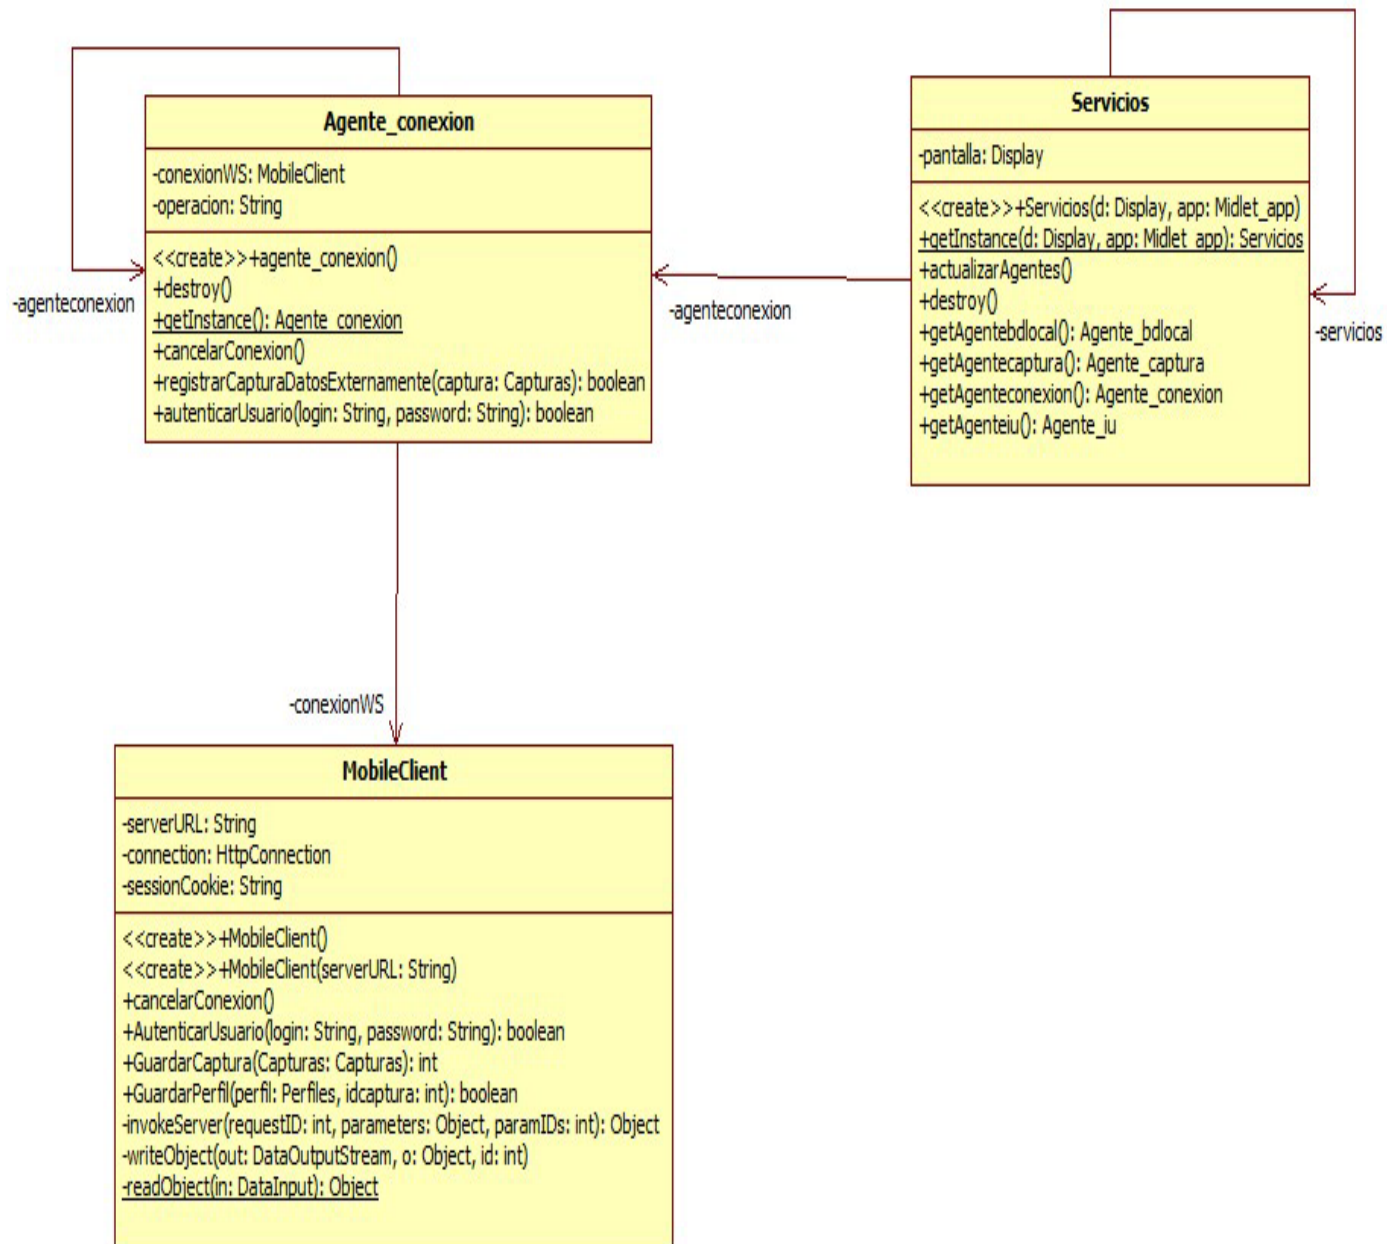 Agente_conexion
-conexionWS: MobileClient
-operacion: String
<<create>>+agente_conexion()
+destroy()
+getInstance(): Agente_conexion
+cancelarConexion()
+registrarCapturaDatosExternamente(captura: Capturas): boolean
+autenticarUsuario(login: String, password: String): boolean
-agenteconexion
-agenteconexion
Servicios
-pantalla: Display
<<create>>+Servicios(d: Display, app: Midlet_app)
+getInstance(d: Display, app: Midlet_app): Servicios
+actualizarAgentes()
+destroy()
+getAgentebdlocal(): Agente_bdlocal
+getAgentecaptura(): Agente_captura
+getAgenteconexion(): Agente_conexion
+getAgenteiu(): Agente_iu
-servicios
-conexionWS
MobileClient
-serverURL: String
-connection: HttpConnection
-sessionCookie: String
<<create>>+MobileClient()
<<create>>+MobileClient(serverURL: String)
+cancelarConexion()
+AutenticarUsuario(login: String, password: String): boolean
+GuardarCaptura(Capturas: Capturas): int
+GuardarPerfil(perfil: Perfiles, idcaptura: int): boolean
-invokeServer(requestID: int, parameters: Object, paramIDs: int): Object
-writeObject(out: DataOutputStream, o: Object, id: int)
-readObject(in: DataInput): Object